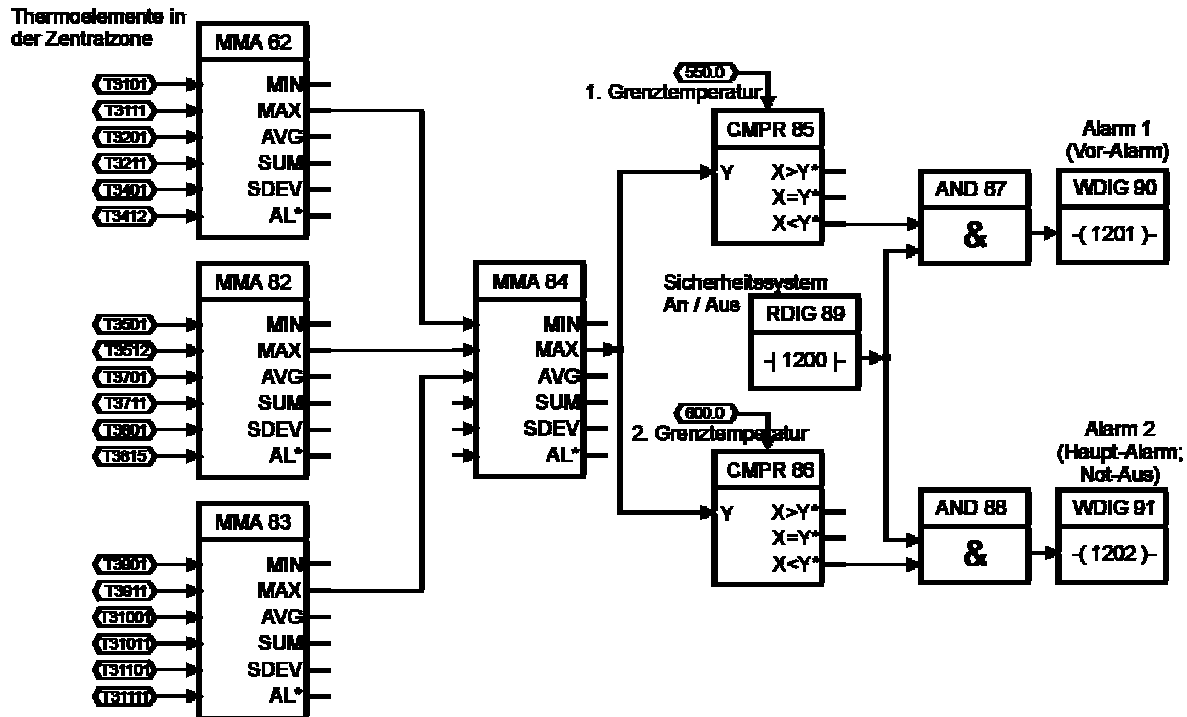 Thermoelemente in
der Zentralzone
MMA 62
T3101
T3111
T3201
T3211
T3401
T3412
MIN
MAX
AVG
SUM
SDEV
AL*
MMA 82
T3501
T3512
T3701
T3711
T3801
T3815
MIN
MAX
AVG
SUM
SDEV
AL*
MMA 83
T3901
T3911
T31001
T31011
T31101
T31111
MIN
MAX
AVG
SUM
SDEV
AL*
MMA 84
MIN
MAX
AVG
SUM
SDEV
AL*
550.0
1. Grenztemperatur
CMPR 85
Y
X>Y*
X=Y*
X<Y*
Sicherheitssystem
An / Aus
RDIG 89
1200
600.0
2. Grenztemperatur
CMPR 86
Y
X>Y*
X=Y*
X<Y*
AND 87
&
Alarm 1
(Vor-Alarm)
WDIG 90
-( 1201 )-
AND 88
&
Alarm 2
(Haupt-Alarm;
Not-Aus)
WDIG 91
-( 1202 )-